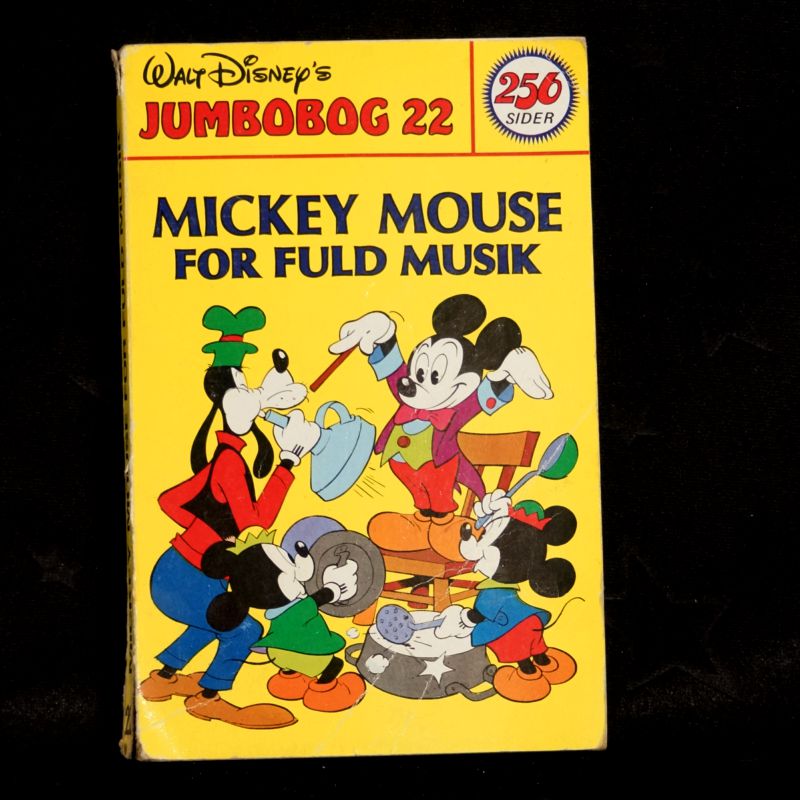 WALT DISNEY'S
JUMBOBOG 22
256
SIDER
MICKEY MOUSE
FOR FULD MUSIK